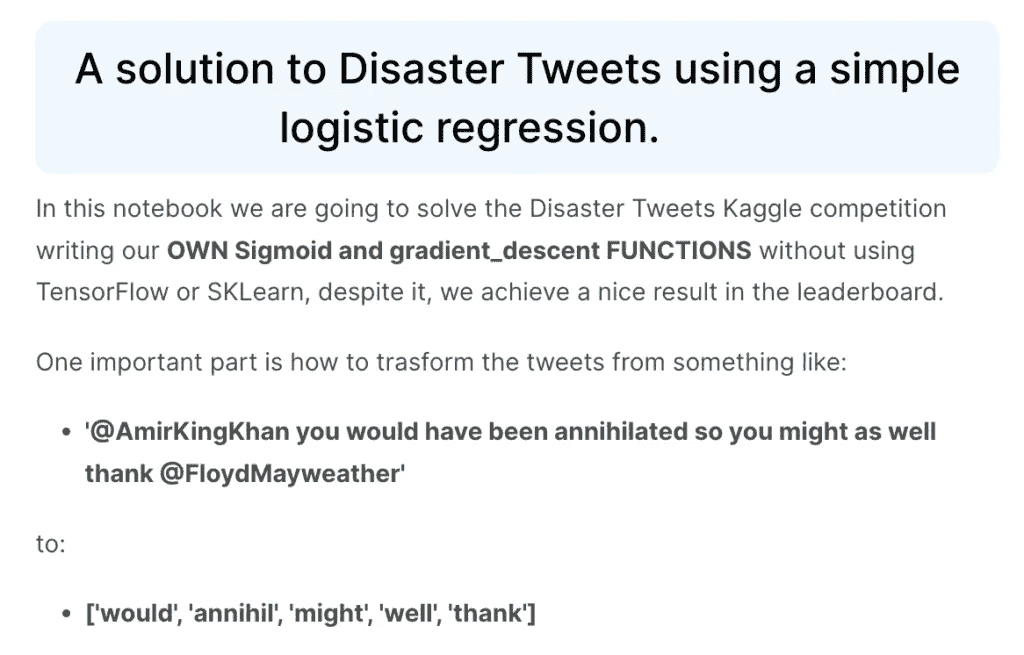 A solution to Disaster Tweets using a simple
logistic regression.
In this notebook we are going to solve the Disaster Tweets Kaggle competition
writing our OWN Sigmoid and gradient_descent FUNCTIONS without using
TensorFlow or SKLearn, despite it, we achieve a nice result in the leaderboard.
One important part is how to trasform the tweets from something like:
• '@AmirKingKhan you would have been annihilated so you might as well
thank @FloydMayweather'
to:
• ['would', 'annihil', 'might', 'well', 'thank']